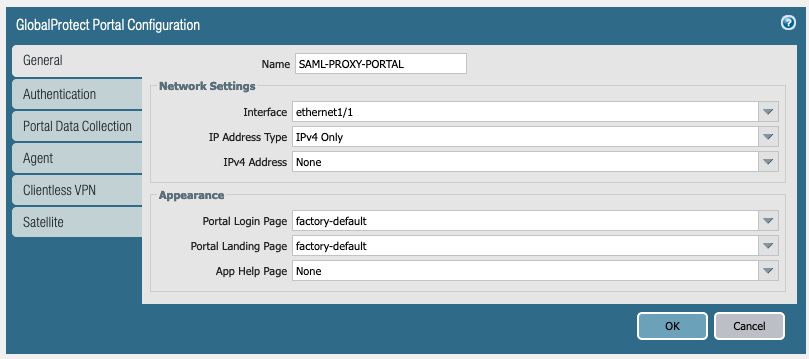 GlobalProtect Portal Configuration
General
Authentication
Portal Data Collection
Agent
Clientless VPN
Satellite
Name SAML-PROXY-PORTAL
Network Settings
Interface ethernet1/1
IP Address Type IPv4 Only
IPv4 Address None
Appearance
Portal Login Page factory-default
Portal Landing Page factory-default
App Help Page None
OK Cancel